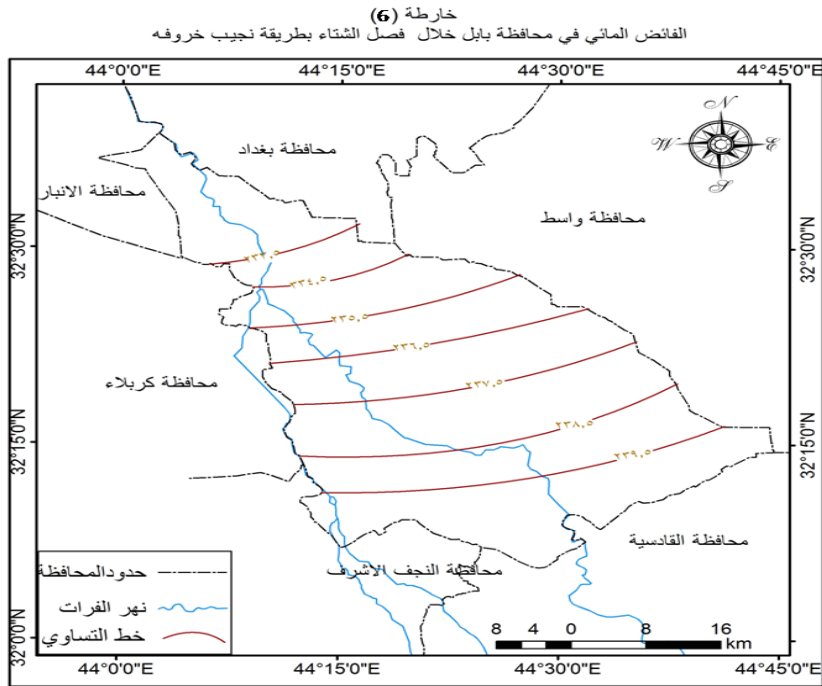 خارطة (6)
الفائض المائي في محافظة بابل خلال فصل الشتاء بطريقة نجيب خروفه
44°0'0"E
44°15'0"E
44°30'0"E
44°45'0"E
N
W
E
S
محافظة بغداد
محافظة الانبار
محافظة واسط
32°30'0"N
32°30'0"N
٢٣٣.٥
٢٣٤.٥
٢٣٥.٥
٢٣٦.٥
محافظة كربلاء
٢٣٧.٥
٢٣٨.٥
32°15'0"N
32°15'0"N
٢٣٩.٥
محافظة القادسية
محافظة النجف الاشرف
حدودالمحافظة
نهر الفرات
خط التساوي
8 4 0 8 16
km
32°0'0"N
32°0'0"N
44°0'0"E
44°15'0"E
44°30'0"E
44°45'0"E